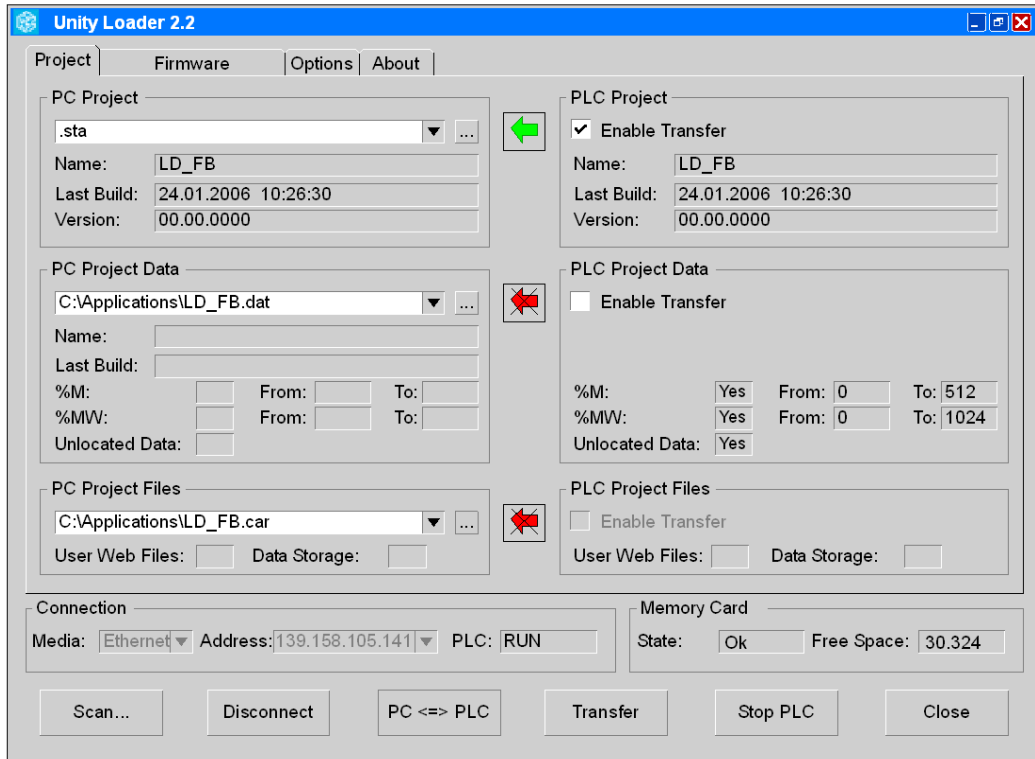 Unity Loader 2.2
Project Firmware Options About
PC Project
.sta ...
Name: LD_FB
Last Build: 24.01.2006 10:26:30
Version: 00.00.0000
PLC Project
Enable Transfer
Name: LD_FB
Last Build: 24.01.2006 10:26:30
Version: 00.00.0000
PC Project Data
C:\Applications\LD_FB.dat ...
Name:
Last Build:
%M: From: To:
%MW: From: To:
Unlocated Data:
PLC Project Data
Enable Transfer
%M: Yes From: 0 To: 512
%MW: Yes From: 0 To: 1024
Unlocated Data: Yes
PC Project Files
C:\Applications\LD_FB.car ...
User Web Files: Data Storage:
PLC Project Files
Enable Transfer
User Web Files: Data Storage:
Connection
Media: Ethernet Address: 139.158.105.141 PLC: RUN
Memory Card
State: Ok Free Space: 30.324
Scan... Disconnect PC <=> PLC Transfer Stop PLC Close